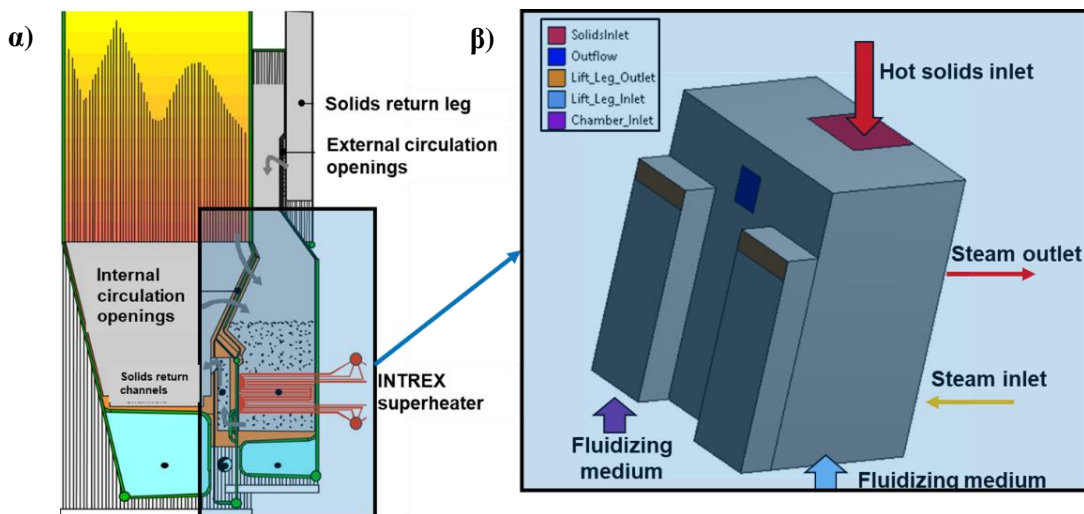 α)
Solids return leg
External circulation
openings
Internal
circulation
openings
Solids return
channels
INTREX
superheater
β)
SolidsInlet
Outflow
Lift_Leg_Outlet
Lift_Leg_Inlet
Chamber_Inlet
Hot solids inlet
Steam outlet
Steam inlet
Fluidizing
medium
Fluidizing medium